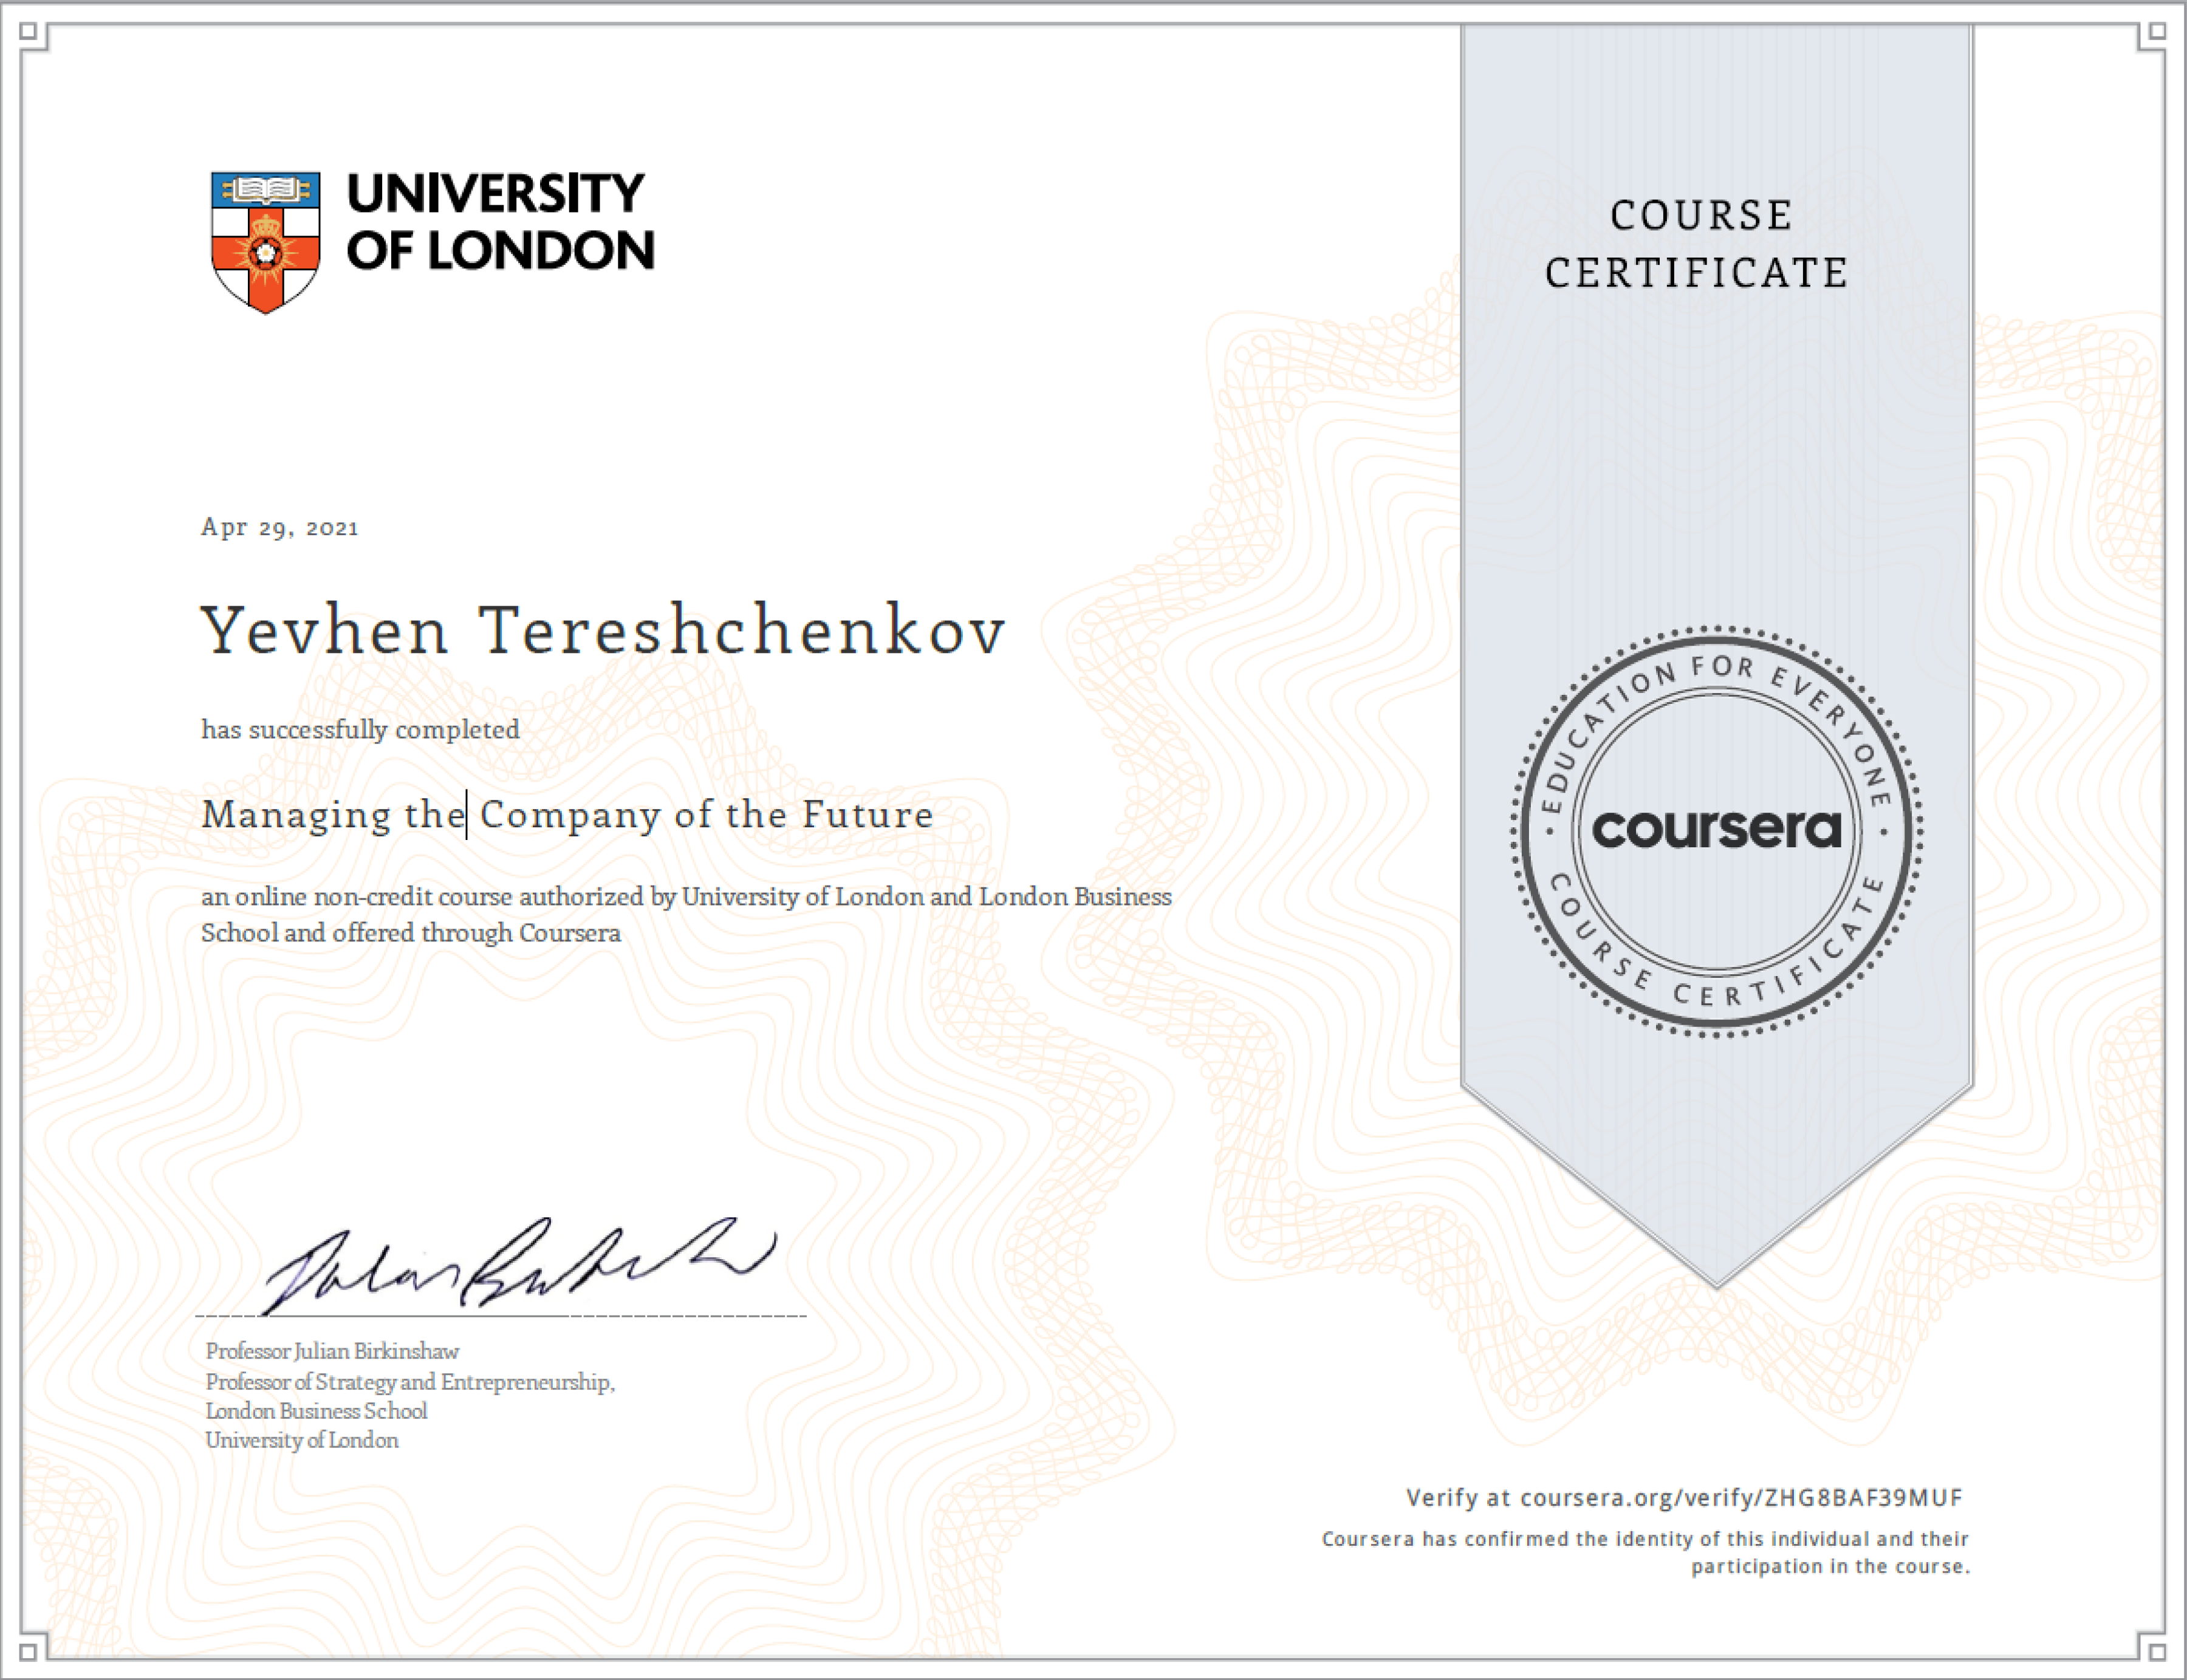 UNIVERSITY
OF LONDON
COURSE
CERTIFICATE
Apr 29, 2021
Yevhen Tereshchenkov
has successfully completed
Managing the Company of the Future
an online non-credit course authorized by University of London and London Business
School and offered through Coursera
EDUCATION FOR EVERYONE
coursera
COURSE CERTIFICATE
Professor Julian Birkinshaw
Professor of Strategy and Entrepreneurship,
London Business School
University of London
Verify at coursera.org/verify/ZHG8BAF39MUF
Coursera has confirmed the identity of this individual and their
participation in the course.